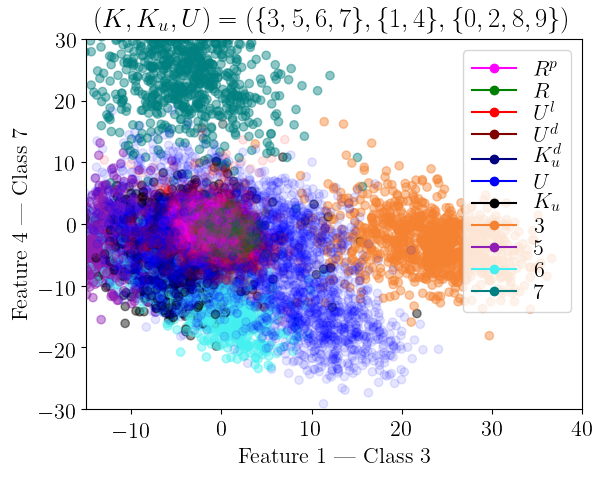 (K, K_u, U) = ({3, 5, 6, 7}, {1, 4}, {0, 2, 8, 9})
Feature 4 — Class 7
30
20
10
0
−10
−20
−30
R^p
R
U^l
U^d
K_u^d
U
K_u
3
5
6
7
−10
0
10
20
30
40
Feature 1 — Class 3